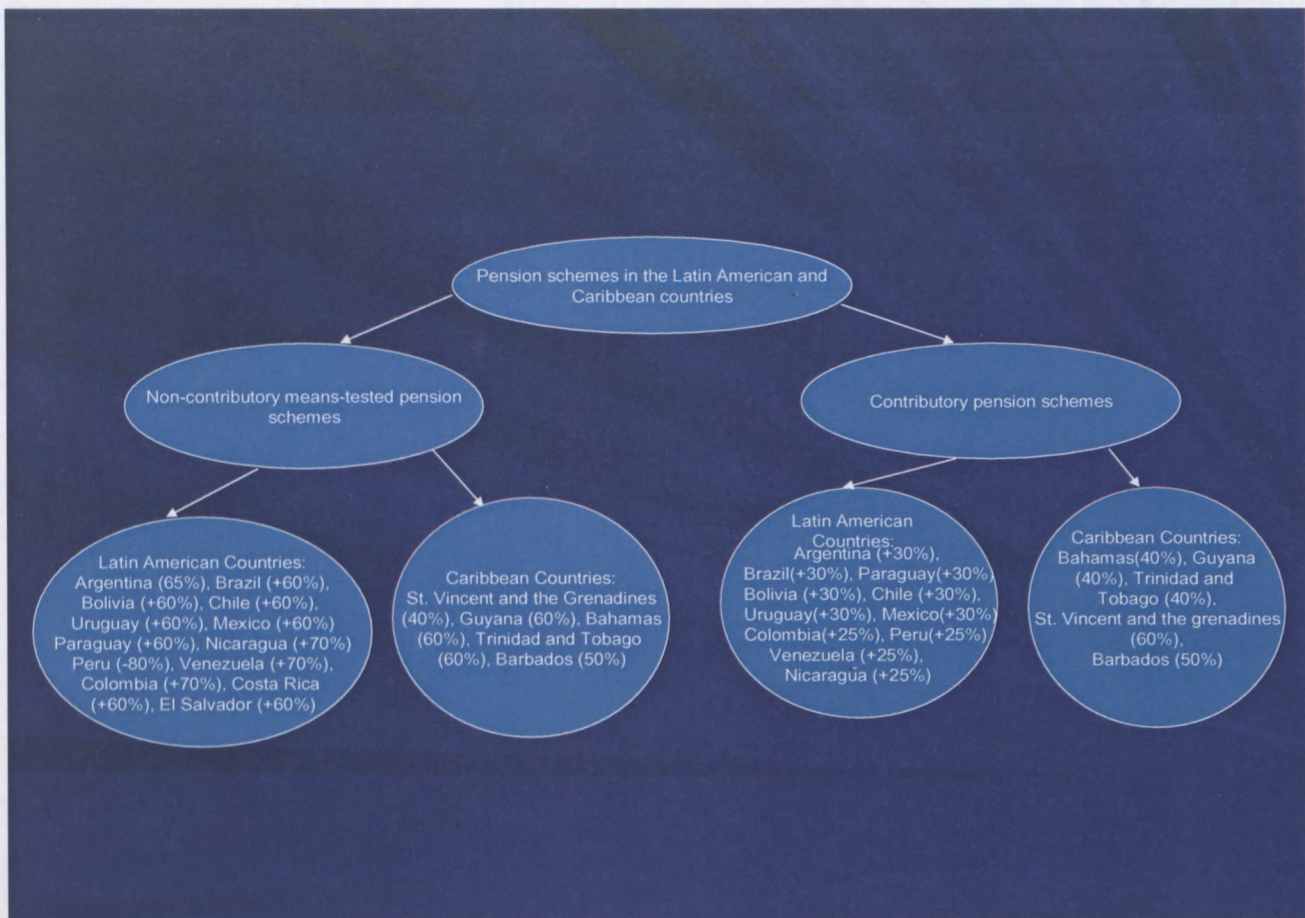 Pension schemes in the Latin American and
Caribbean countries
Non-contributory means-tested pension
schemes
Contributory pension schemes
Latin American Countries:
Argentina (65%), Brazil (+60%),
Bolivia (+60%), Chile (+60%),
Uruguay (+60%), Mexico (+60%)
Paraguay (+60%), Nicaragua (+70%)
Peru (-80%), Venezuela (+70%),
Colombia (+70%), Costa Rica
(+60%), El Salvador (+60%)
Caribbean Countries:
St. Vincent and the Grenadines
(40%), Guyana (60%), Bahamas
(60%), Trinidad and Tobago
(60%), Barbados (50%)
Latin American
Countries:
Argentina (+30%),
Brazil(+30%), Paraguay(+30%)
Bolivia (+30%), Chile (+30%),
Uruguay(+30%), Mexico(+30%)
Colombia(+25%), Peru(+25%)
Venezuela (+25%),
Nicaragua (+25%)
Caribbean Countries:
Bahamas(40%), Guyana
(40%), Trinidad and
Tobago (40%),
St. Vincent and the grenadines
(60%),
Barbados (50%)